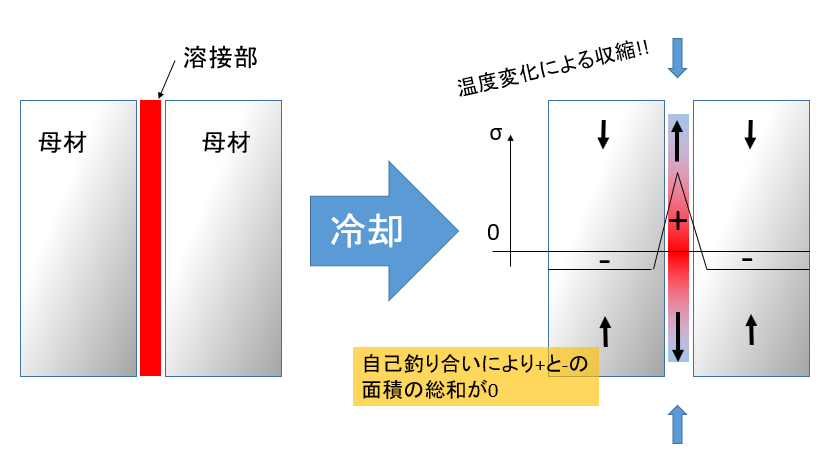 溶接部
母材
母材
冷却
温度変化による収縮!!
σ
0
+
-
-
自己釣り合いにより+と-の
面積の総和が0